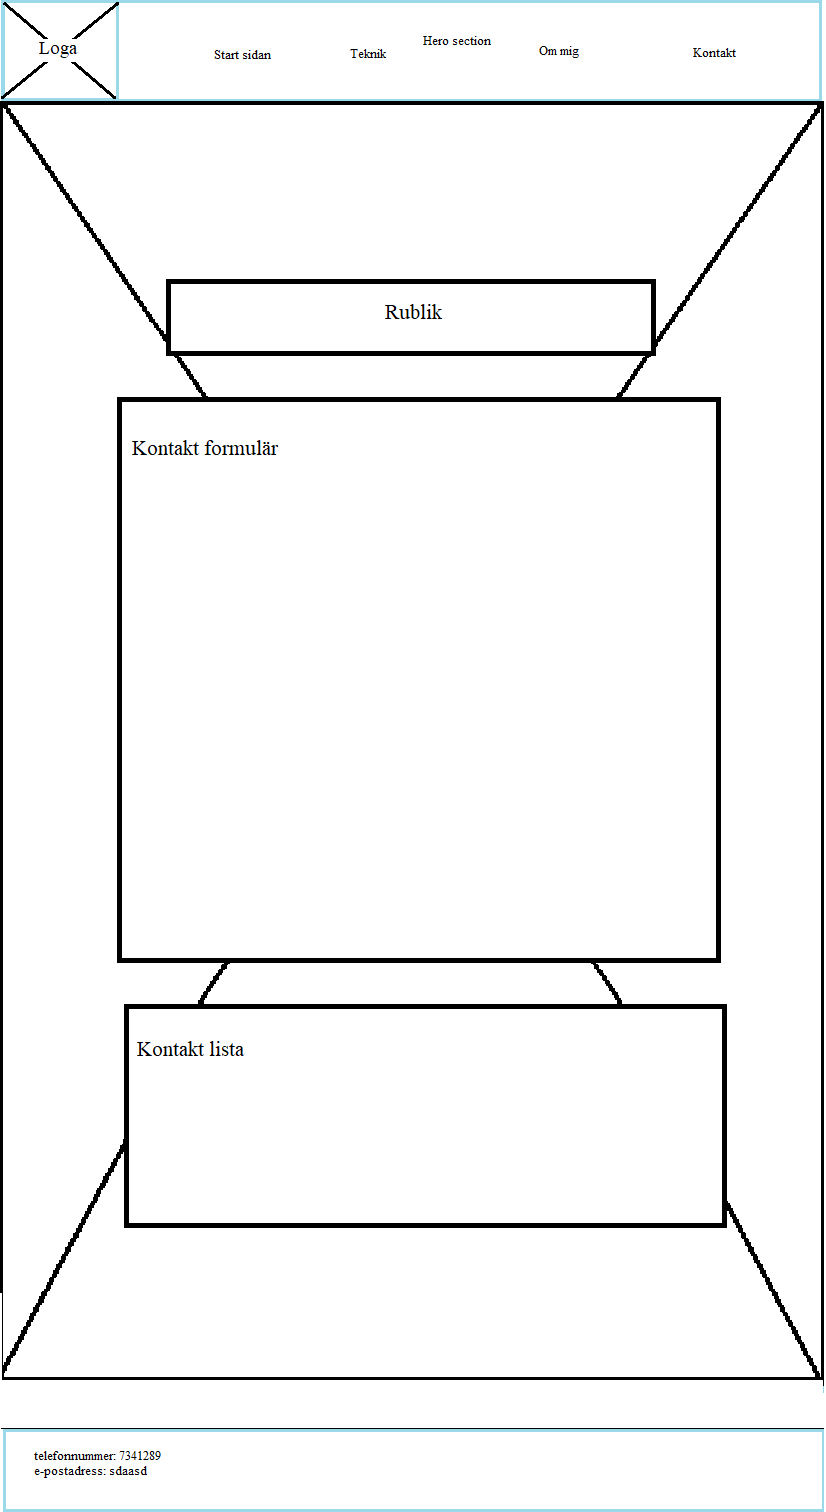 Loga
Start sidan
Teknik
Hero section
Om mig
Kontakt
Rublik
Kontakt formulär
Kontakt lista
telefonnummer: 7341289
e-postadress: sdaasd